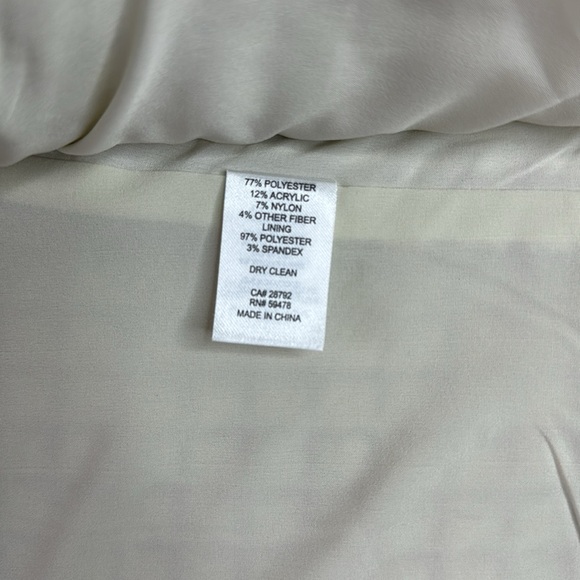 77% POLYESTER
12% ACRYLIC
7% NYLON
4% OTHER FIBER
LINING
97% POLYESTER
3% SPANDEX
DRY CLEAN
CA# 28792
RN# 59478
MADE IN CHINA